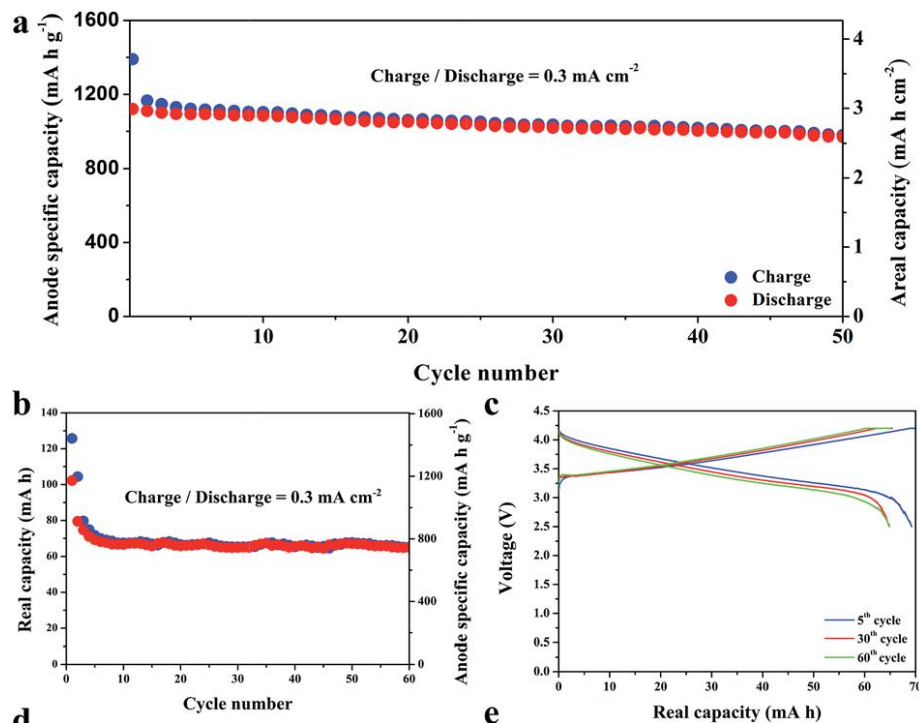 a
Anode specific capacity (mA h g⁻¹)
1600
1200
800
400
0
Charge / Discharge = 0.3 mA cm⁻²
Charge
Discharge
4
3
2
1
0
Areal capacity (mA h cm⁻²)
10 20 30 40 50
Cycle number
b
Real capacity (mA h)
140
120
100
80
60
40
20
0
Charge / Discharge = 0.3 mA cm⁻²
1600
1200
800
400
0
Anode specific capacity (mA h g⁻¹)
0 10 20 30 40 50 60
Cycle number
c
Voltage (V)
4.5
4.0
3.5
3.0
2.5
2.0
1.5
1.0
0.5
0.0
5ᵗʰ cycle
30ᵗʰ cycle
60ᵗʰ cycle
0 10 20 30 40 50 60 70
Real capacity (mA h)
d
e